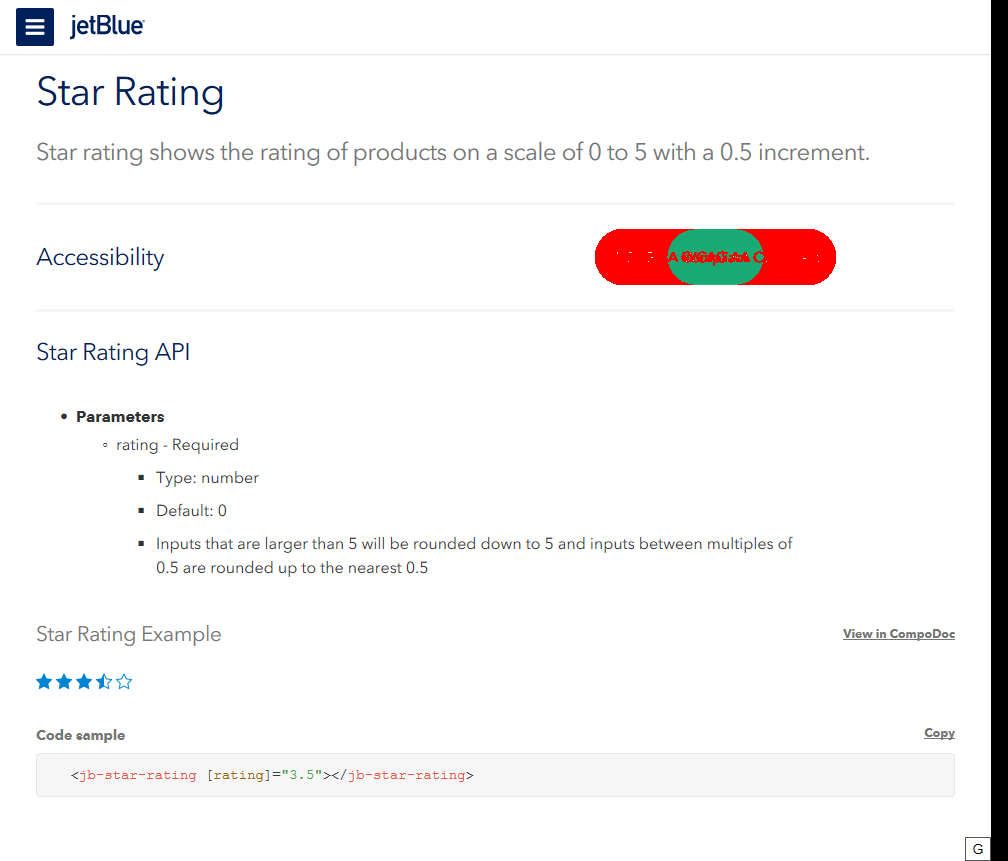 jetBlue
Star Rating
Star rating shows the rating of products on a scale of 0 to 5 with a 0.5 increment.
Accessibility
Star Rating API
Parameters
rating - Required
Type: number
Default: 0
Inputs that are larger than 5 will be rounded down to 5 and inputs between multiples of
0.5 are rounded up to the nearest 0.5
Star Rating Example
View in CompoDoc
Code sample
Copy
<jb-star-rating [rating]="3.5"></jb-star-rating>
G